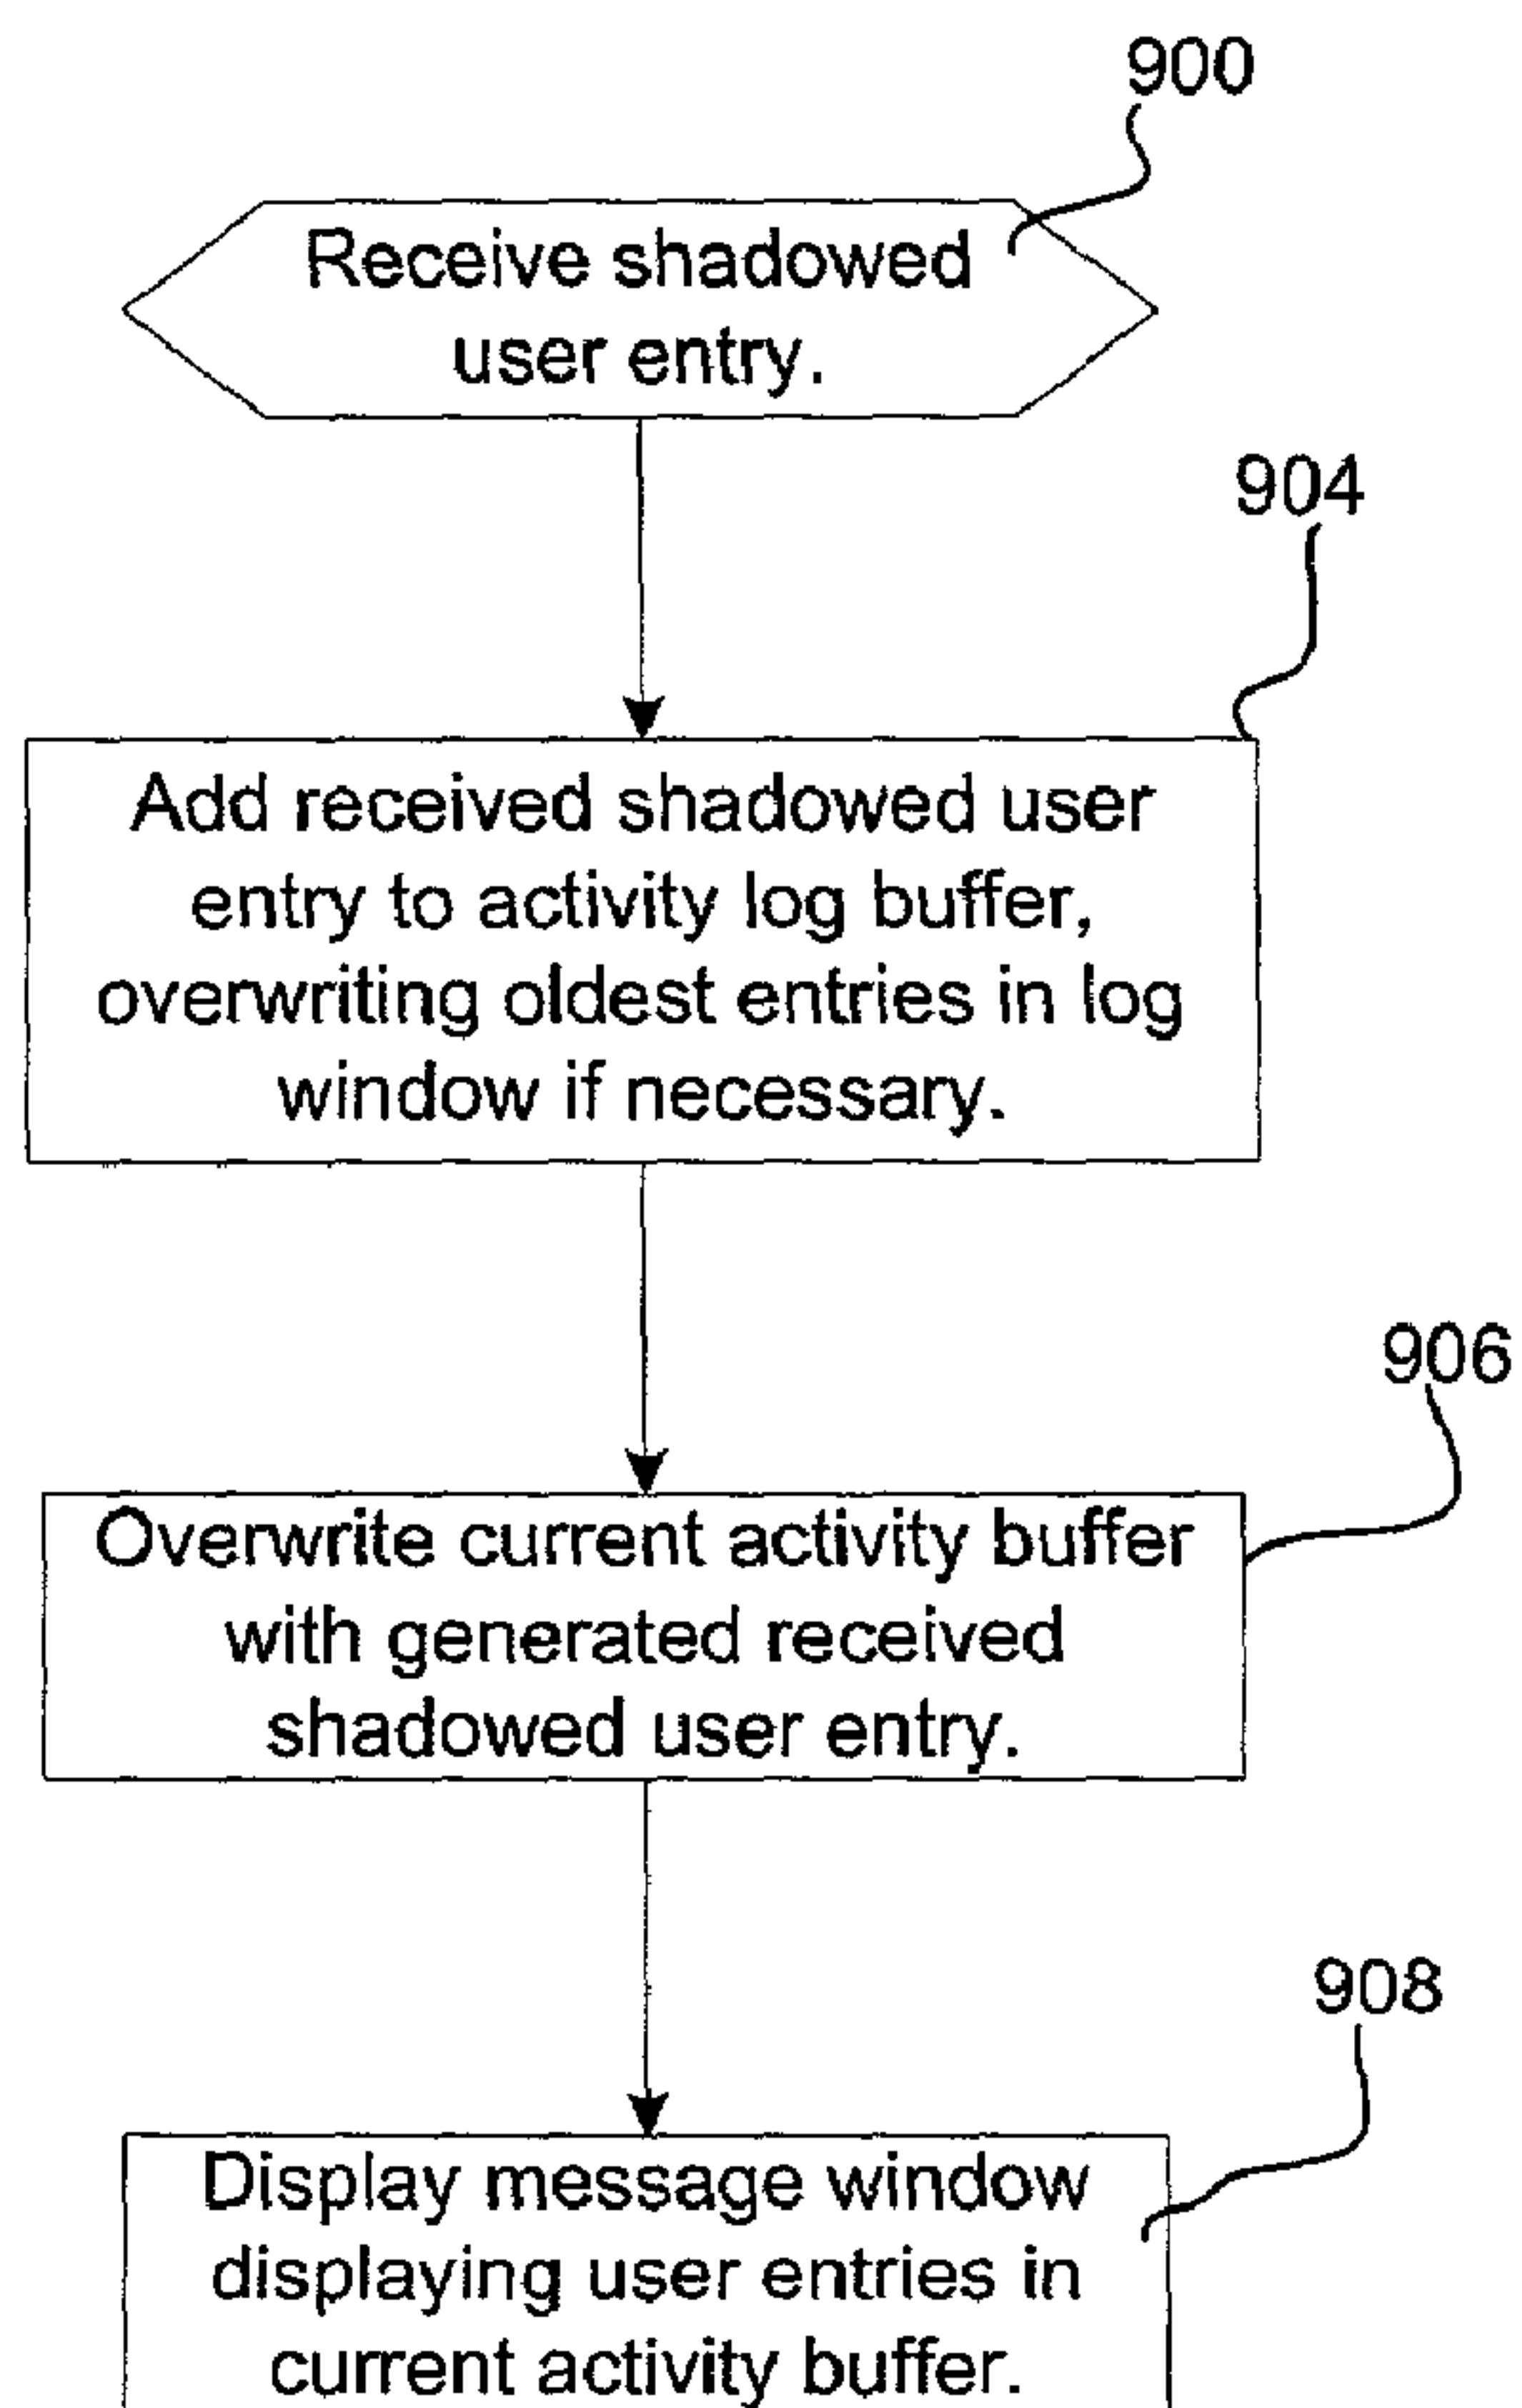 900
Receive shadowed
user entry.
904
Add received shadowed user
entry to activity log buffer,
overwriting oldest entries in log
window if necessary.
906
Overwrite current activity buffer
with generated received
shadowed user entry.
908
Display message window
displaying user entries in
current activity buffer.